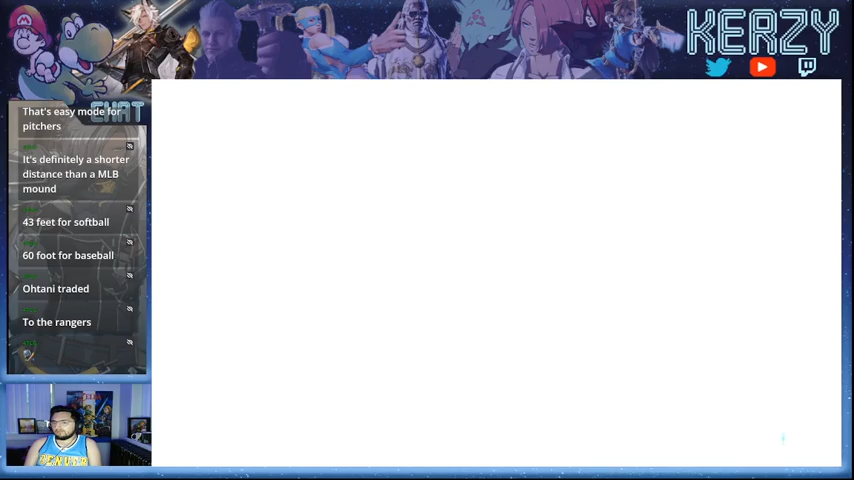 KERZY
CHAT
That's easy mode for
pitchers
It's definitely a shorter
distance than a MLB
mound
43 feet for softball
60 foot for baseball
Ohtani traded
To the rangers
DENVER